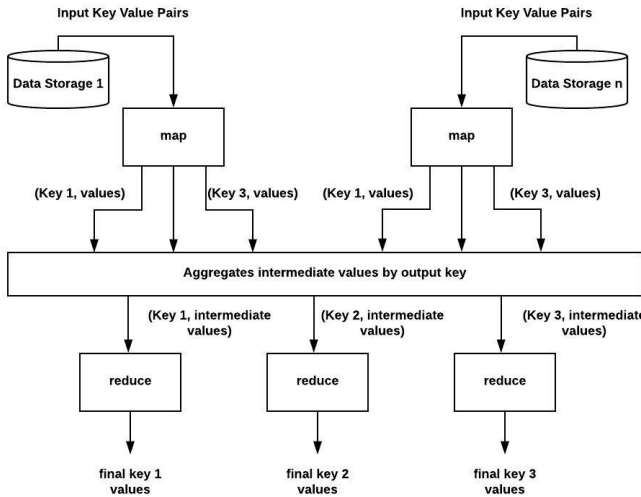 Input Key Value Pairs
Input Key Value Pairs
Data Storage 1
Data Storage n
map
map
(Key 1, values)
(Key 3, values)
(Key 1, values)
(Key 3, values)
Aggregates intermediate values by output key
(Key 1, intermediate
values)
(Key 2, intermediate
values)
(Key 3, intermediate
values)
reduce
reduce
reduce
final key 1
values
final key 2
values
final key 3
values